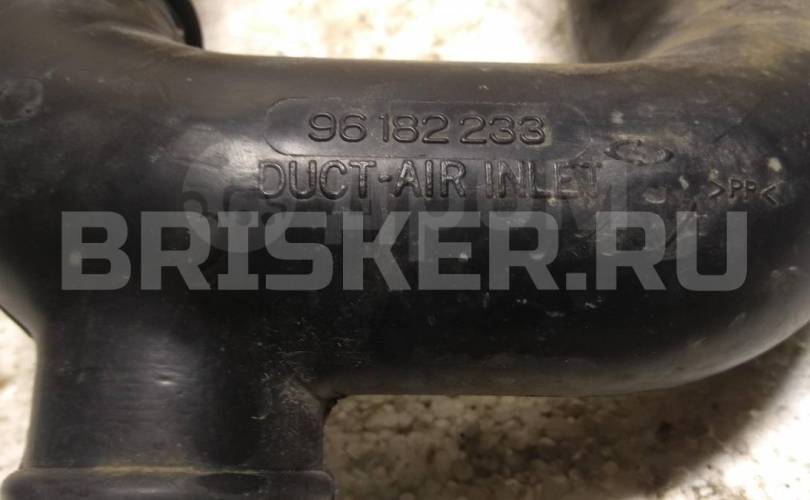 96182233
DUCT-AIR INLET
>PP<
BRISKER.RU